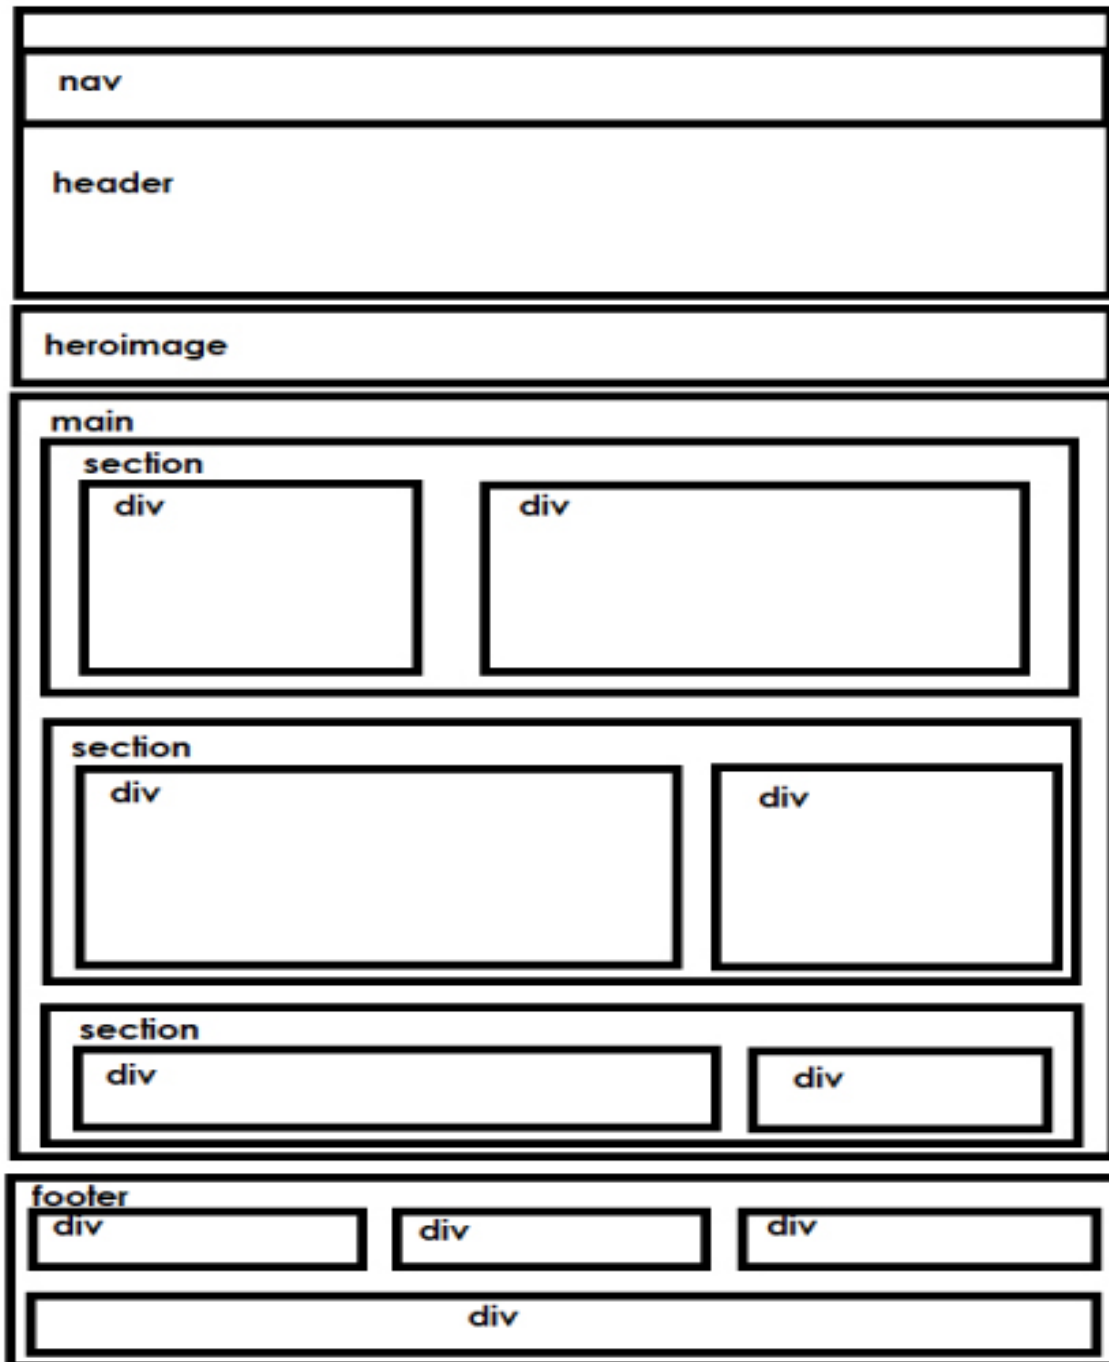 nav
header
heroimage
main
section
div div
section
div div
section
div div
footer
div div div
div